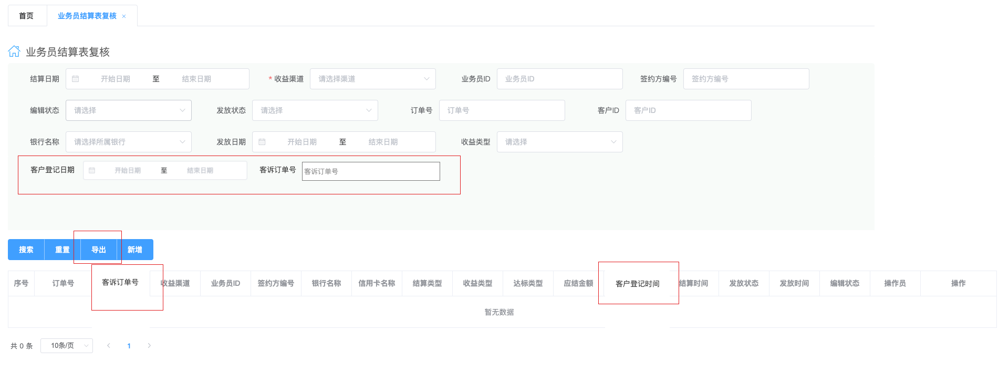 首页 业务员结算表复核 ×
业务员结算表复核
结算日期 开始日期 至 结束日期 * 收益渠道 请选择渠道 业务员ID 业务员ID 签约方编号 签约方编号
编辑状态 请选择 发放状态 请选择 订单号 订单号 客户ID 客户ID
银行名称 请选择所属银行 发放日期 开始日期 至 结束日期 收益类型 请选择
客户登记日期 开始日期 至 结束日期 客诉订单号 客诉订单号
搜索 重置 导出 新增
序号 订单号 客诉订单号 收益渠道 业务员ID 签约方编号 银行名称 信用卡名称 结算类型 收益类型 达标类型 应结金额 客户登记时间 结算时间 发放状态 发放时间 编辑状态 操作员 操作
暂无数据
共 0 条 10条/页 1